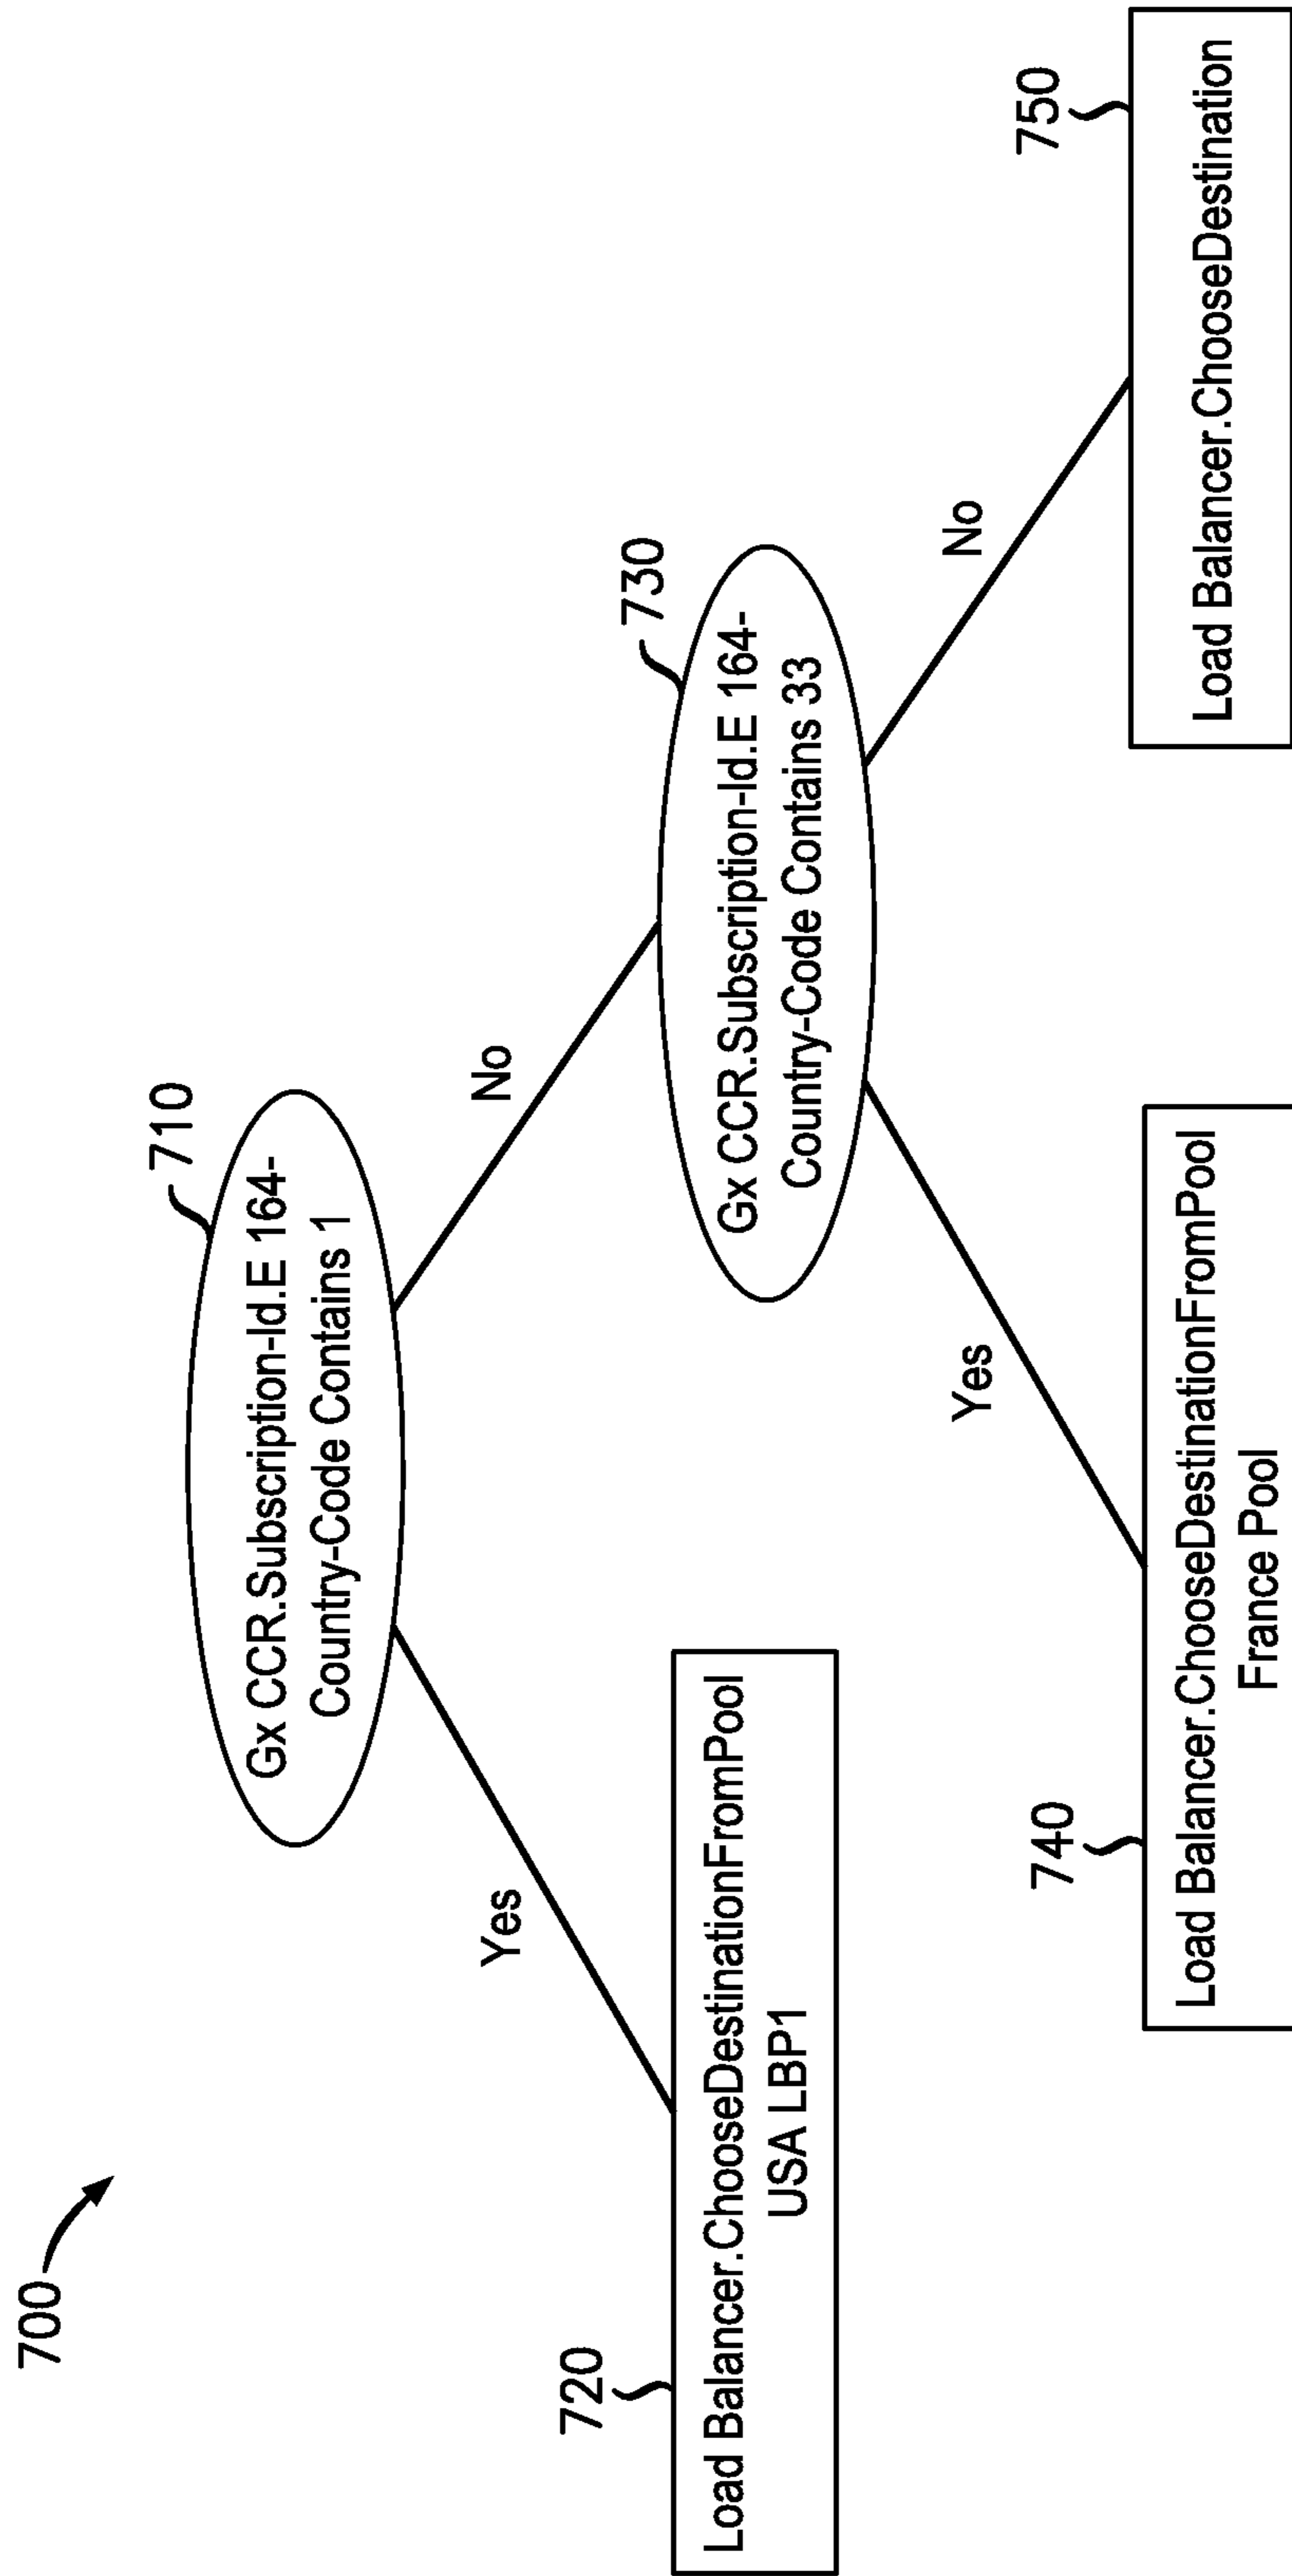 700
710
Gx CCR.Subscription-Id.E 164-
Country-Code Contains 1
Yes
No
720
Load Balancer.ChooseDestinationFromPool
USA LBP1
730
Gx CCR.Subscription-Id.E 164-
Country-Code Contains 33
Yes
No
740
Load Balancer.ChooseDestinationFromPool
France Pool
750
Load Balancer.ChooseDestination